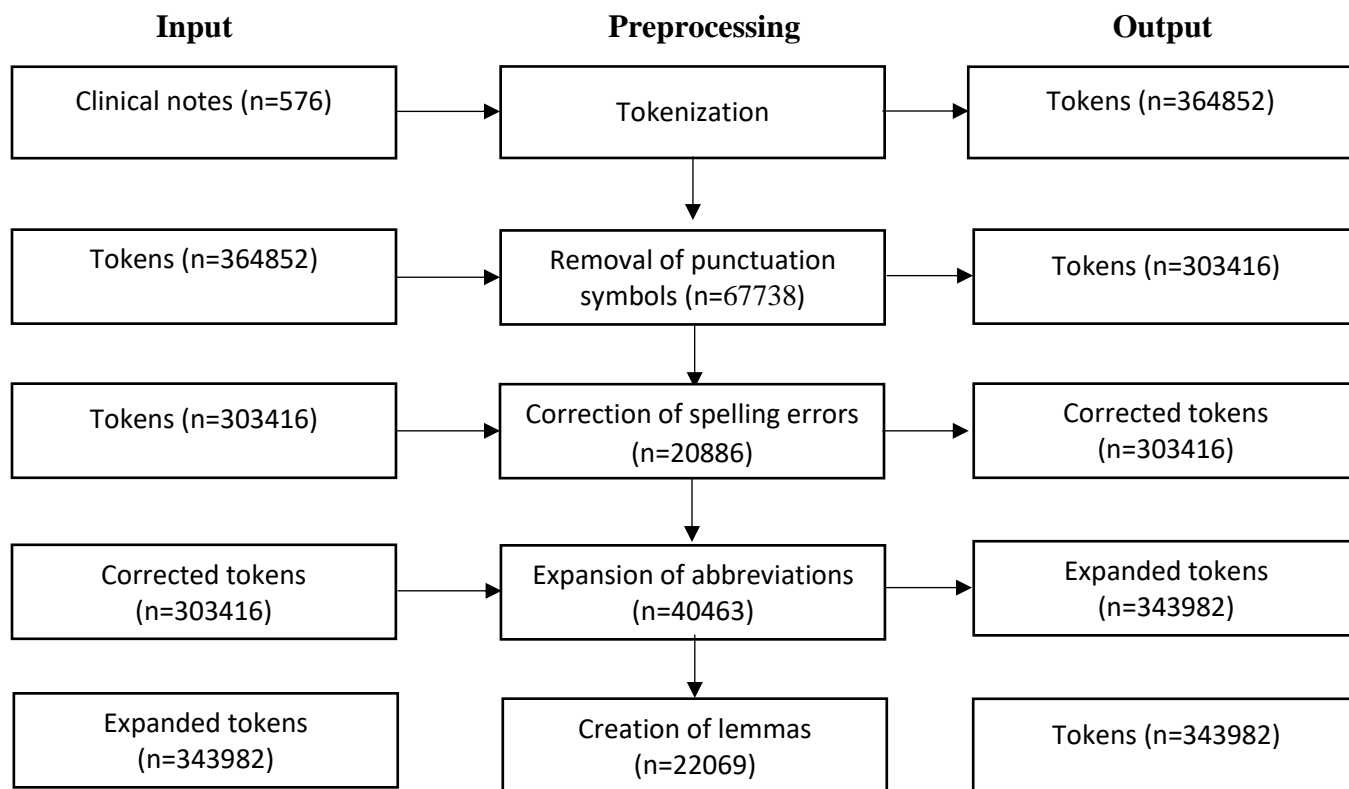 Input
Preprocessing
Output
Clinical notes (n=576)
Tokenization
Tokens (n=364852)
Tokens (n=364852)
Removal of punctuation
symbols (n=67738)
Tokens (n=303416)
Tokens (n=303416)
Correction of spelling errors
(n=20886)
Corrected tokens
(n=303416)
Corrected tokens
(n=303416)
Expansion of abbreviations
(n=40463)
Expanded tokens
(n=343982)
Expanded tokens
(n=343982)
Creation of lemmas
(n=22069)
Tokens (n=343982)